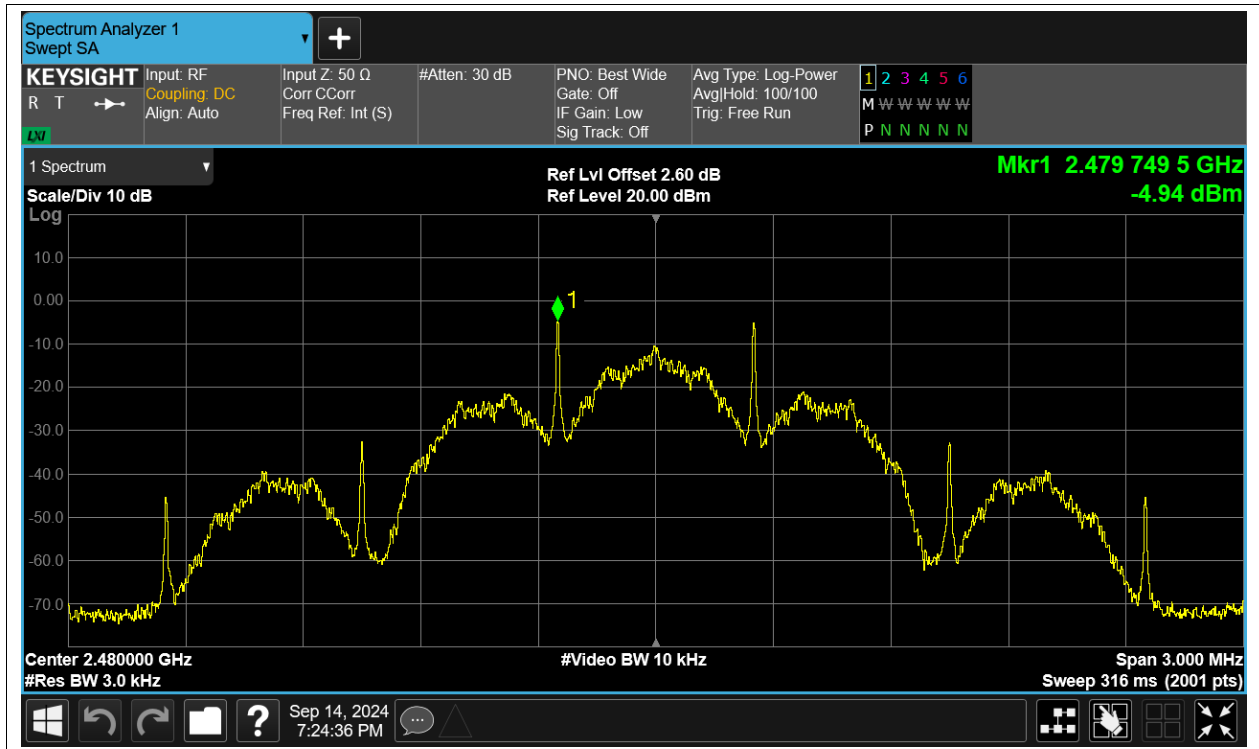 Spectrum Analyzer 1
Swept SA
KEYSIGHT
R T
LXI
Input: RF
Coupling: DC
Align: Auto
Input Z: 50 Ω
Corr CCorr
Freq Ref: Int (S)
#Atten: 30 dB
PNO: Best Wide
Gate: Off
IF Gain: Low
Sig Track: Off
Avg Type: Log-Power
Avg|Hold: 100/100
Trig: Free Run
1 2 3 4 5 6
M W W W W W W
P N N N N N
1 Spectrum
Scale/Div 10 dB
Ref Lvl Offset 2.60 dB
Ref Level 20.00 dBm
Mkr1 2.479 749 5 GHz
-4.94 dBm
Log
10.0
0.00
-10.0
-20.0
-30.0
-40.0
-50.0
-60.0
-70.0
1
Center 2.480000 GHz
#Res BW 3.0 kHz
#Video BW 10 kHz
Span 3.000 MHz
Sweep 316 ms (2001 pts)
?
Sep 14, 2024
7:24:36 PM